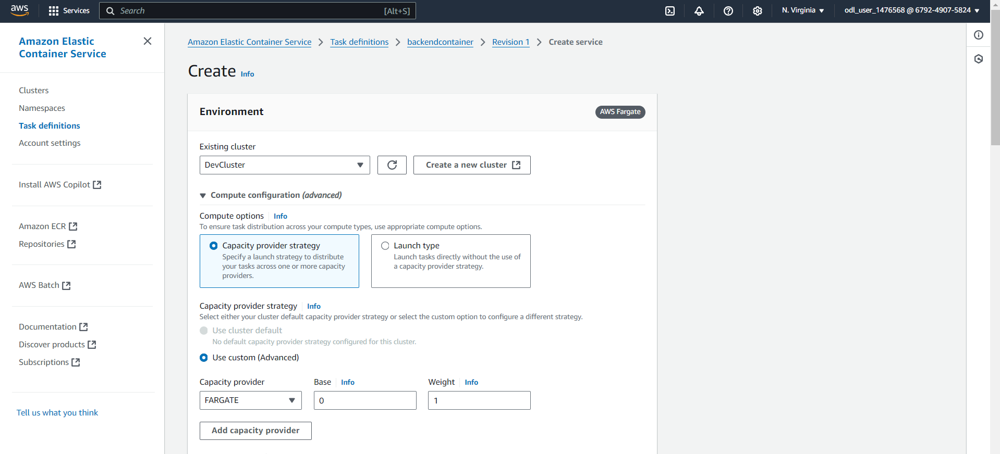 aws
Services
Search
[Alt+S]
N. Virginia
odl_user_1476568 @ 6792-4907-5824
Amazon Elastic
Container Service
Clusters
Namespaces
Task definitions
Account settings
Install AWS Copilot
Amazon ECR
Repositories
AWS Batch
Documentation
Discover products
Subscriptions
Tell us what you think
Amazon Elastic Container Service
Task definitions
backendcontainer
Revision 1
Create service
Create Info
Environment
AWS Fargate
Existing cluster
DevCluster
Create a new cluster
Compute configuration (advanced)
Compute options Info
To ensure task distribution across your compute types, use appropriate compute options.
Capacity provider strategy
Specify a launch strategy to distribute
your tasks across one or more capacity
providers.
Launch type
Launch tasks directly without the use of
a capacity provider strategy.
Capacity provider strategy Info
Select either your cluster default capacity provider strategy or select the custom option to configure a different strategy.
Use cluster default
No default capacity provider strategy configured for this cluster.
Use custom (Advanced)
Capacity provider
FARGATE
Base Info
0
Weight Info
1
Add capacity provider